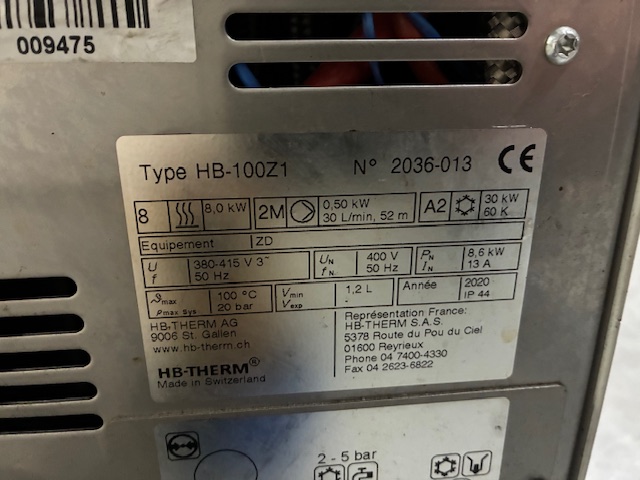 009475
Type HB-100Z1 N° 2036-013 CE
8 8,0 kW 2M 0,50 kW 30 L/min, 52 m A2 30 kW 60 K
Equipement ZD
U f 380-415 V 3~ 50 Hz UN fN 400 V 50 Hz PN IN 8,6 kW 13 A
ϑmax pmax Sys 100 °C 20 bar Vmin Vexp 1,2 L - Année 2020 IP 44
HB-THERM AG
9006 St. Gallen
www.hb-therm.ch
HB-THERM®
Made in Switzerland
Représentation France:
HB-THERM S.A.S.
5378 Route du Pou du Ciel
01600 Reyrieux
Phone 04 7400-4330
Fax 04 2623-6822
2 - 5 bar